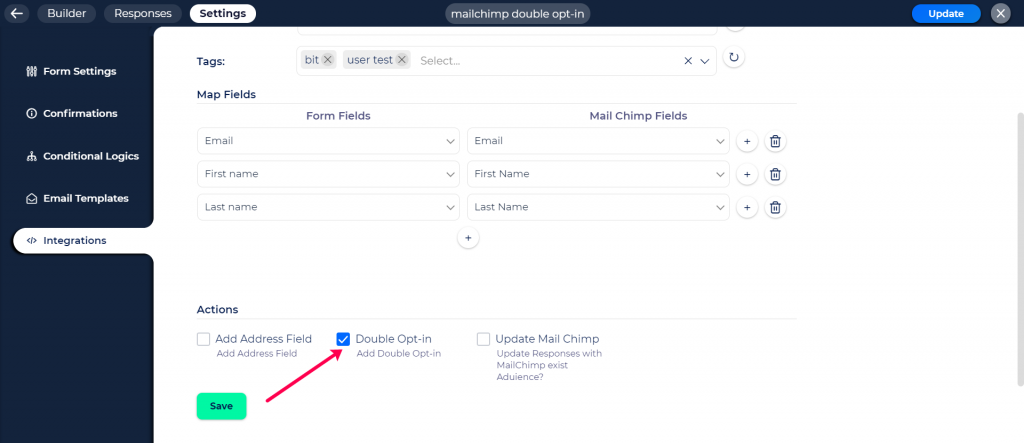 Builder Responses Settings mailchimp double opt-in Update
Form Settings
Confirmations
Conditional Logics
Email Templates
Integrations
Tags: bit user test Select...
Map Fields
Form Fields Mail Chimp Fields
Email Email
First name First Name
Last name Last Name
Actions
Add Address Field Double Opt-in Update Mail Chimp
Add Address Field Add Double Opt-in Update Responses with
MailChimp exist
Aduience?
Save